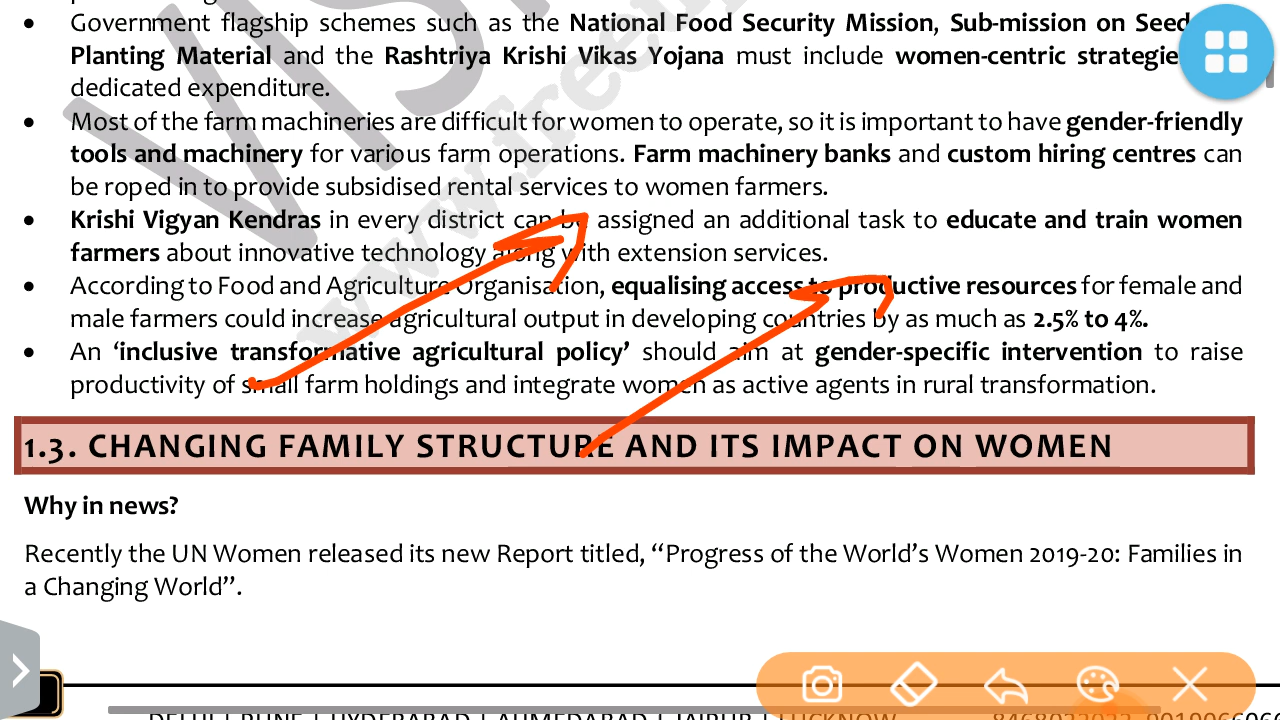 • Government flagship schemes such as the National Food Security Mission, Sub-mission on Seed
Planting Material and the Rashtriya Krishi Vikas Yojana must include women-centric strategie
dedicated expenditure.
• Most of the farm machineries are difficult for women to operate, so it is important to have gender-friendly
tools and machinery for various farm operations. Farm machinery banks and custom hiring centres can
be roped in to provide subsidised rental services to women farmers.
• Krishi Vigyan Kendras in every district can be assigned an additional task to educate and train women
farmers about innovative technology along with extension services.
• According to Food and Agriculture Organisation, equalising access to productive resources for female and
male farmers could increase agricultural output in developing countries by as much as 2.5% to 4%.
• An ‘inclusive transformative agricultural policy’ should aim at gender-specific intervention to raise
productivity of small farm holdings and integrate women as active agents in rural transformation.
1.3. CHANGING FAMILY STRUCTURE AND ITS IMPACT ON WOMEN
Why in news?
Recently the UN Women released its new Report titled, “Progress of the World’s Women 2019-20: Families in
a Changing World”.
DELHI | PUNE | HYDERABAD | AHMEDABAD | JAIPUR | LUCKNOW